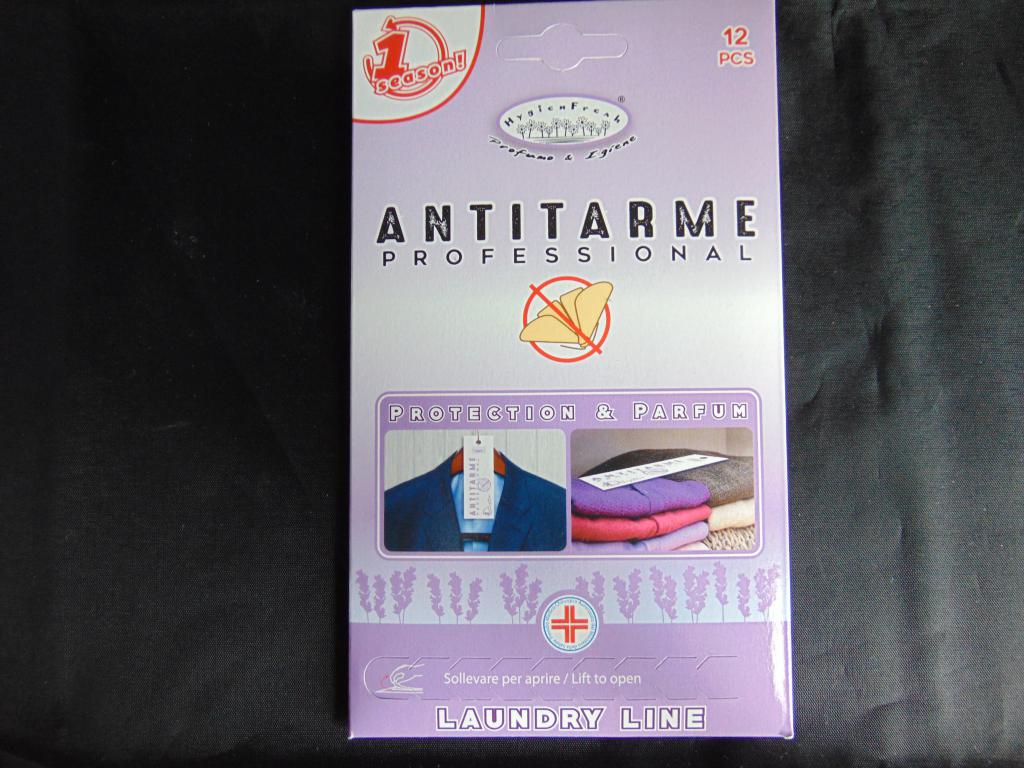 1
season!
12
PCS
HygienFresh®
Profumo & Igiene
ANTITARME
PROFESSIONAL
PROTECTION & PARFUM
ANTITARME
ANTITARME
Sollevare per aprire / Lift to open
LAUNDRY LINE